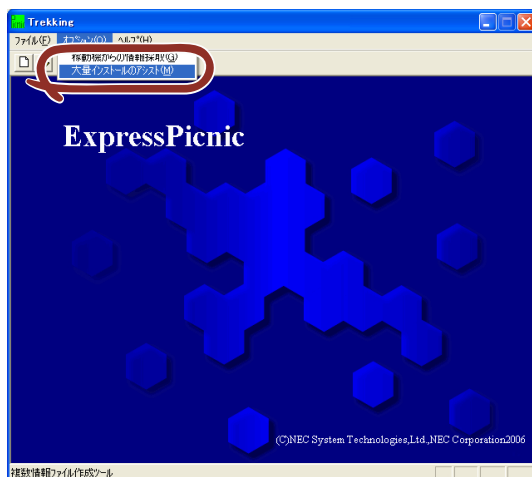 Trekking
ファイル(F) オプション(O) ヘルプ(H)
稼動機からの情報採取(G)
大量インストールのアシスト(M)
ExpressPicnic
(C)NEC System Technologies,Ltd.,NEC Corporation2006
複数情報ファイル作成ツール